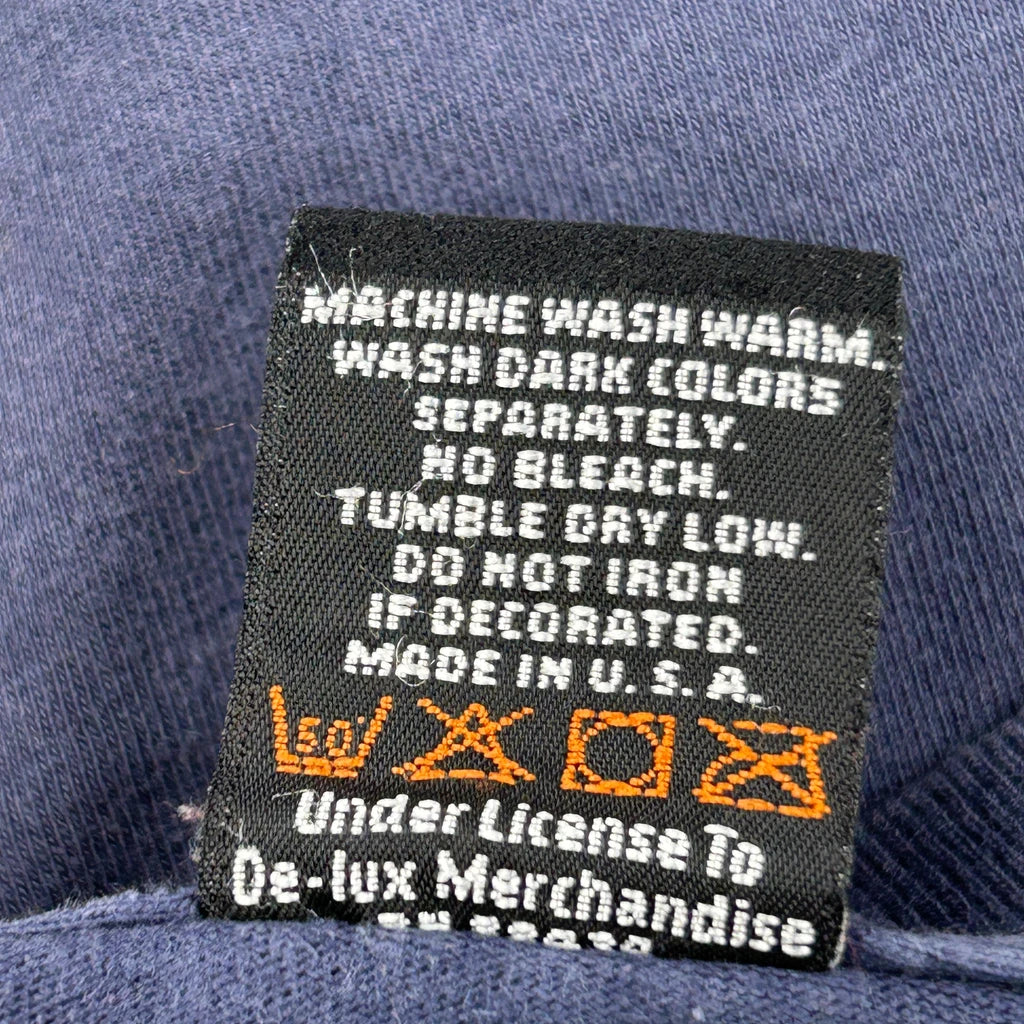 MACHINE WASH WARM.
WASH DARK COLORS
SEPARATELY.
NO BLEACH.
TUMBLE DRY LOW.
DO NOT IRON
IF DECORATED.
MADE IN U.S.A.
50°
Under License To
De-lux Merchandise